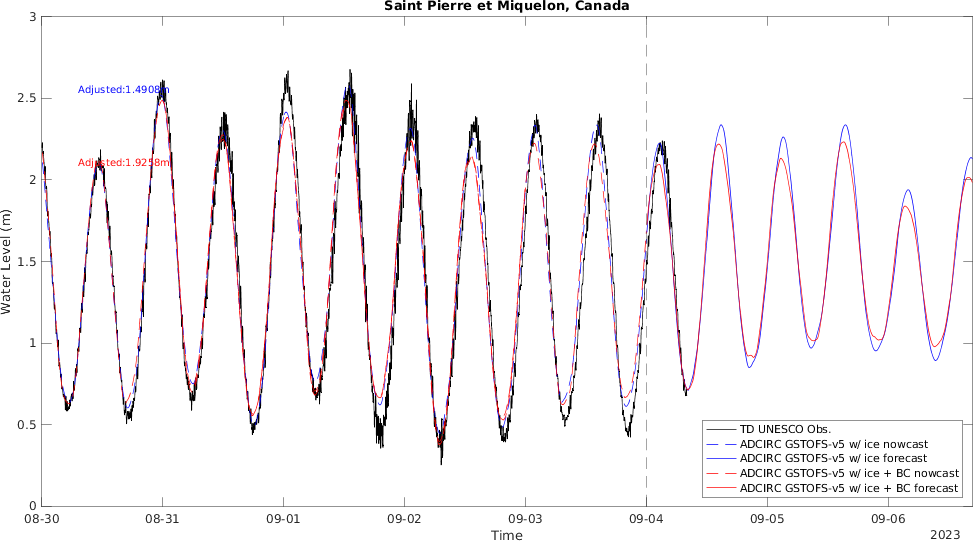 Saint Pierre et Miquelon, Canada
3
2.5
2
1.5
1
0.5
0
Water Level (m)
Adjusted:1.4908m
Adjusted:1.9258m
TD UNESCO Obs.
ADCIRC GSTOFS-v5 w/ ice nowcast
ADCIRC GSTOFS-v5 w/ ice forecast
ADCIRC GSTOFS-v5 w/ ice + BC nowcast
ADCIRC GSTOFS-v5 w/ ice + BC forecast
08-30 08-31 09-01 09-02 09-03 09-04 09-05 09-06
Time
2023